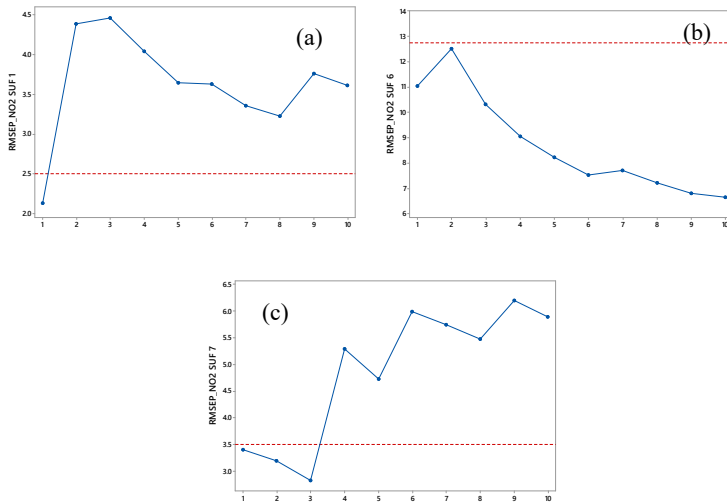 (a)
RMSEP_NO2 SUF 1
4.5
4.0
3.5
3.0
2.5
2.0
1 2 3 4 5 6 7 8 9 10
(b)
RMSEP_NO2 SUF 6
14
13
12
11
10
9
8
7
6
1 2 3 4 5 6 7 8 9 10
(c)
RMSEP_NO2 SUF 7
6.5
6.0
5.5
5.0
4.5
4.0
3.5
3.0
1 2 3 4 5 6 7 8 9 10